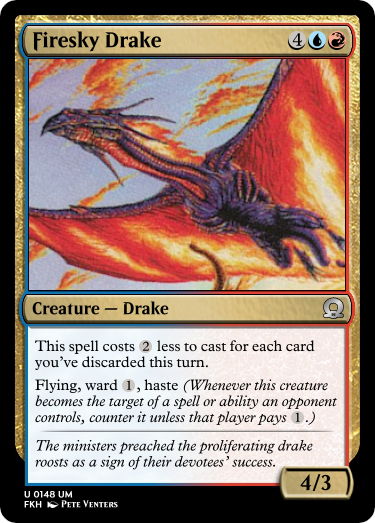 Firesky Drake 4
Creature — Drake
This spell costs 2 less to cast for each card
you've discarded this turn.
Flying, ward 1, haste (Whenever this creature
becomes the target of a spell or ability an opponent
controls, counter it unless that player pays 1.)
The ministers preached the proliferating drake
roosts as a sign of their devotees' success.
4/3
U 0148 UM
FKH Pete Venters